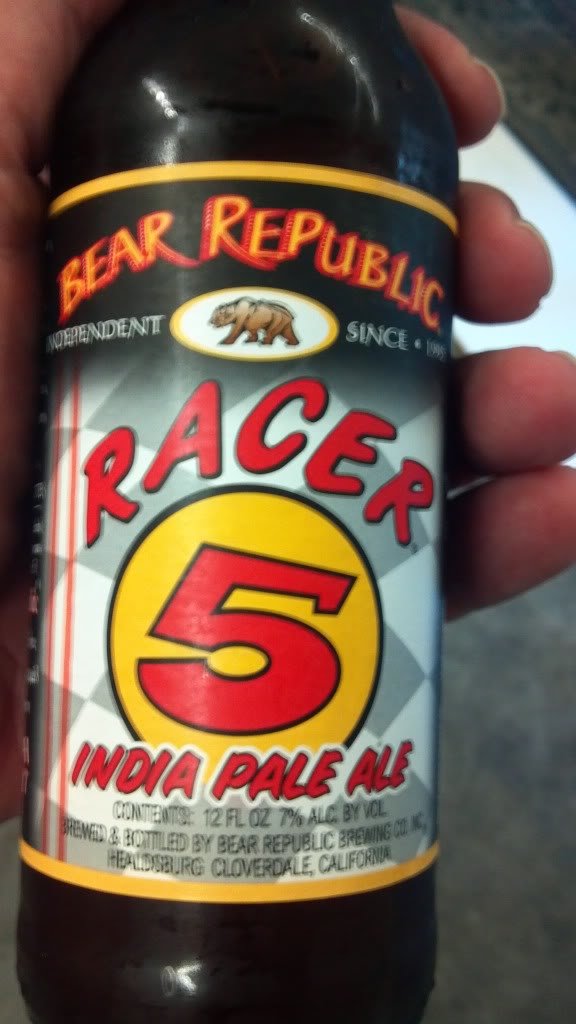 BEAR REPUBLIC
INDEPENDENT SINCE • 1995
RACER
5
INDIA PALE ALE
CONTENTS: 12 FL OZ 7% ALC. BY VOL.
BREWED & BOTTLED BY BEAR REPUBLIC BREWING CO. INC.,
HEALDSBURG CLOVERDALE, CALIFORNIA